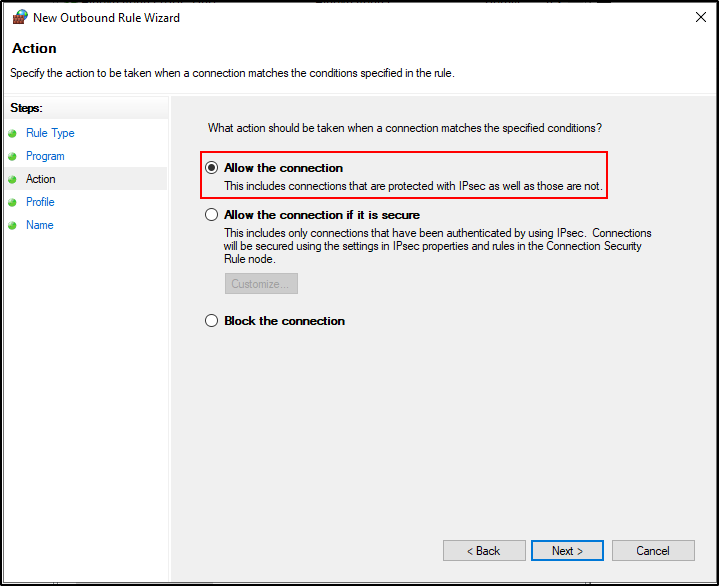 New Outbound Rule Wizard
Action
Specify the action to be taken when a connection matches the conditions specified in the rule.
Steps:
Rule Type
Program
Action
Profile
Name
What action should be taken when a connection matches the specified conditions?
Allow the connection
This includes connections that are protected with IPsec as well as those are not.
Allow the connection if it is secure
This includes only connections that have been authenticated by using IPsec.  Connections
will be secured using the settings in IPsec properties and rules in the Connection Security
Rule node.
Customize...
Block the connection
< Back
Next >
Cancel